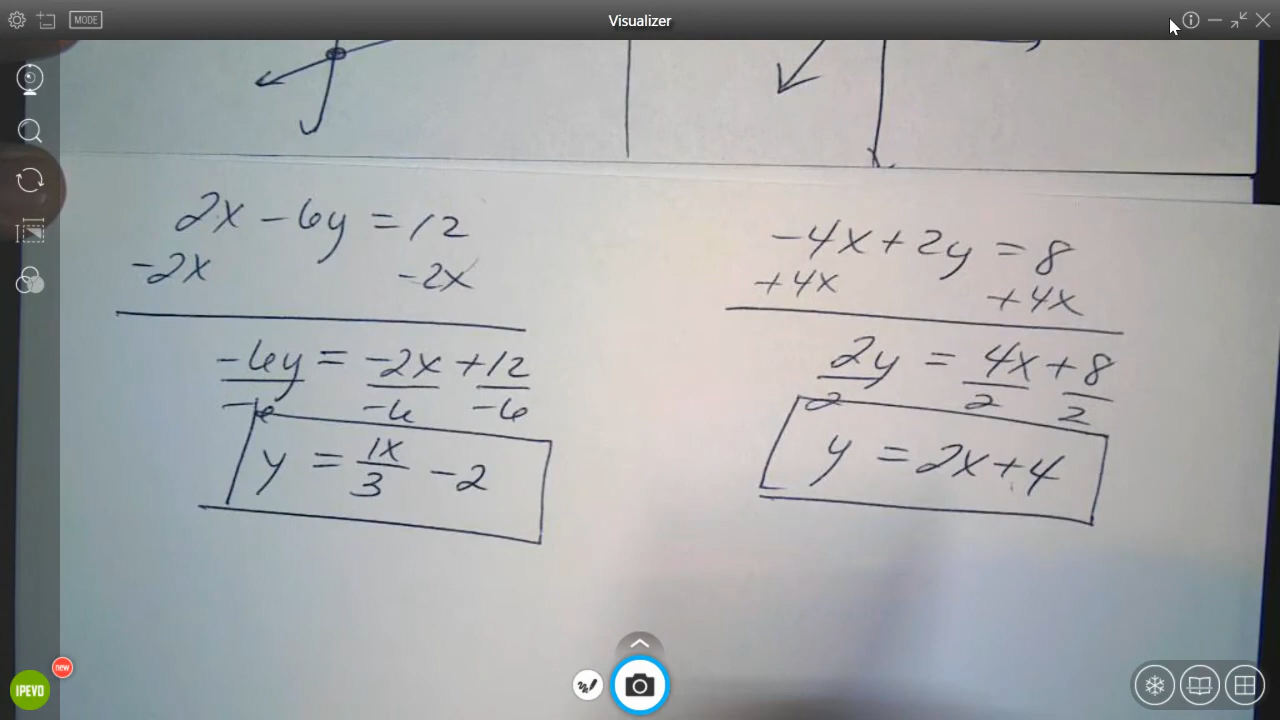 MODE
Visualizer
2x - 6y = 12
-2x -2x
-6y = -2x + 12
-6 -6 -6
y = 1x/3 - 2
-4x + 2y = 8
+4x +4x
2y = 4x + 8
2 2 2
y = 2x + 4
new
IPEVO